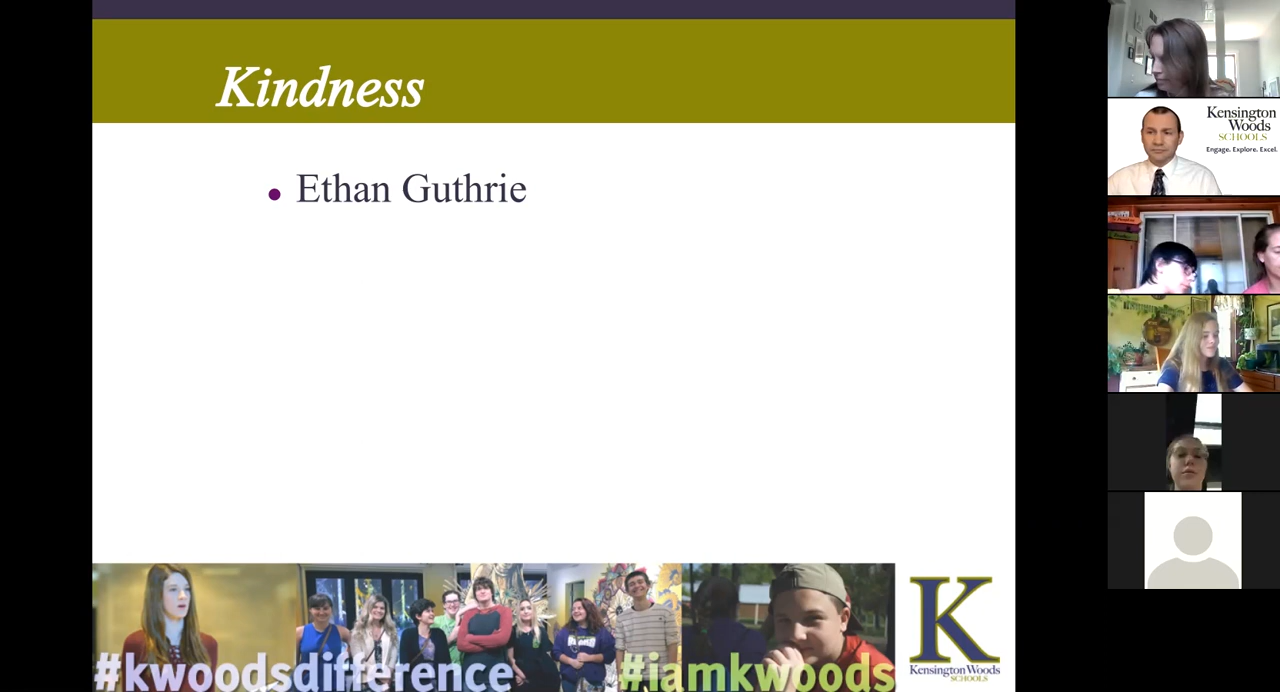 Kindness
• Ethan Guthrie
#kwoodsdifference
#iamkwoods
K
Kensington Woods
SCHOOLS
Kensington
Woods
SCHOOLS
Engage. Explore. Excel.